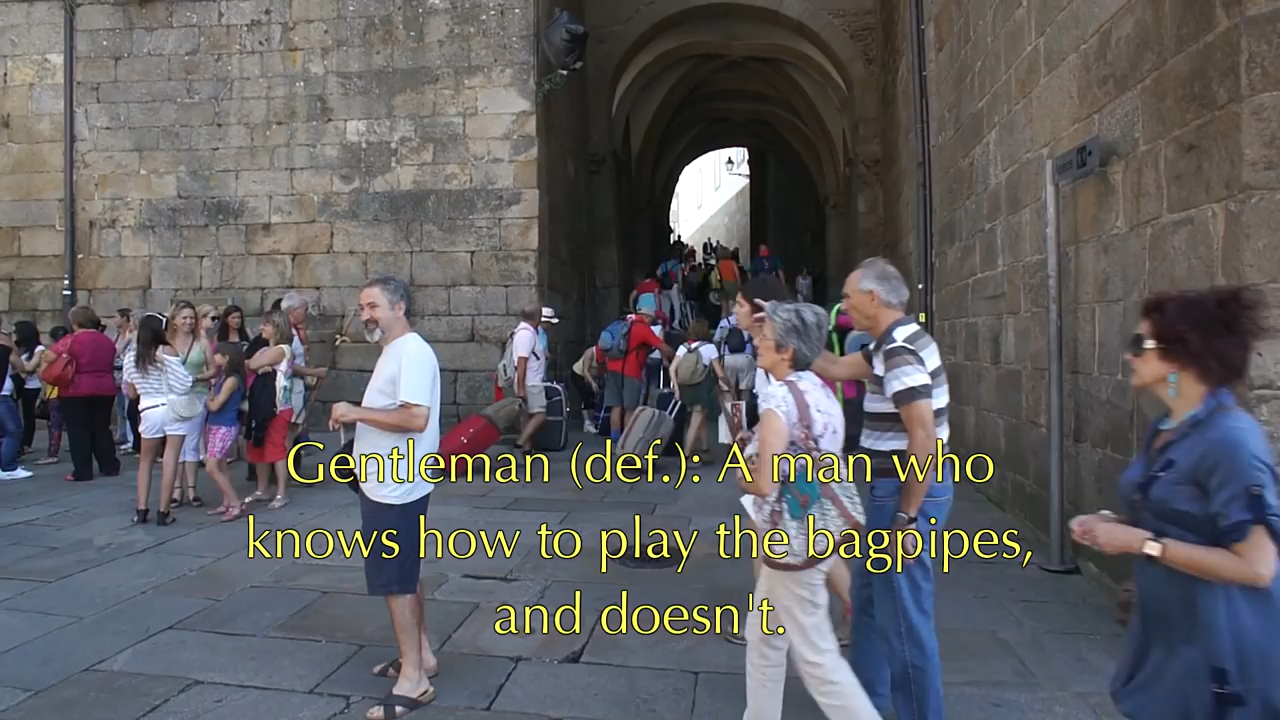 Gentleman (def.): A man who
knows how to play the bagpipes,
and doesn't.